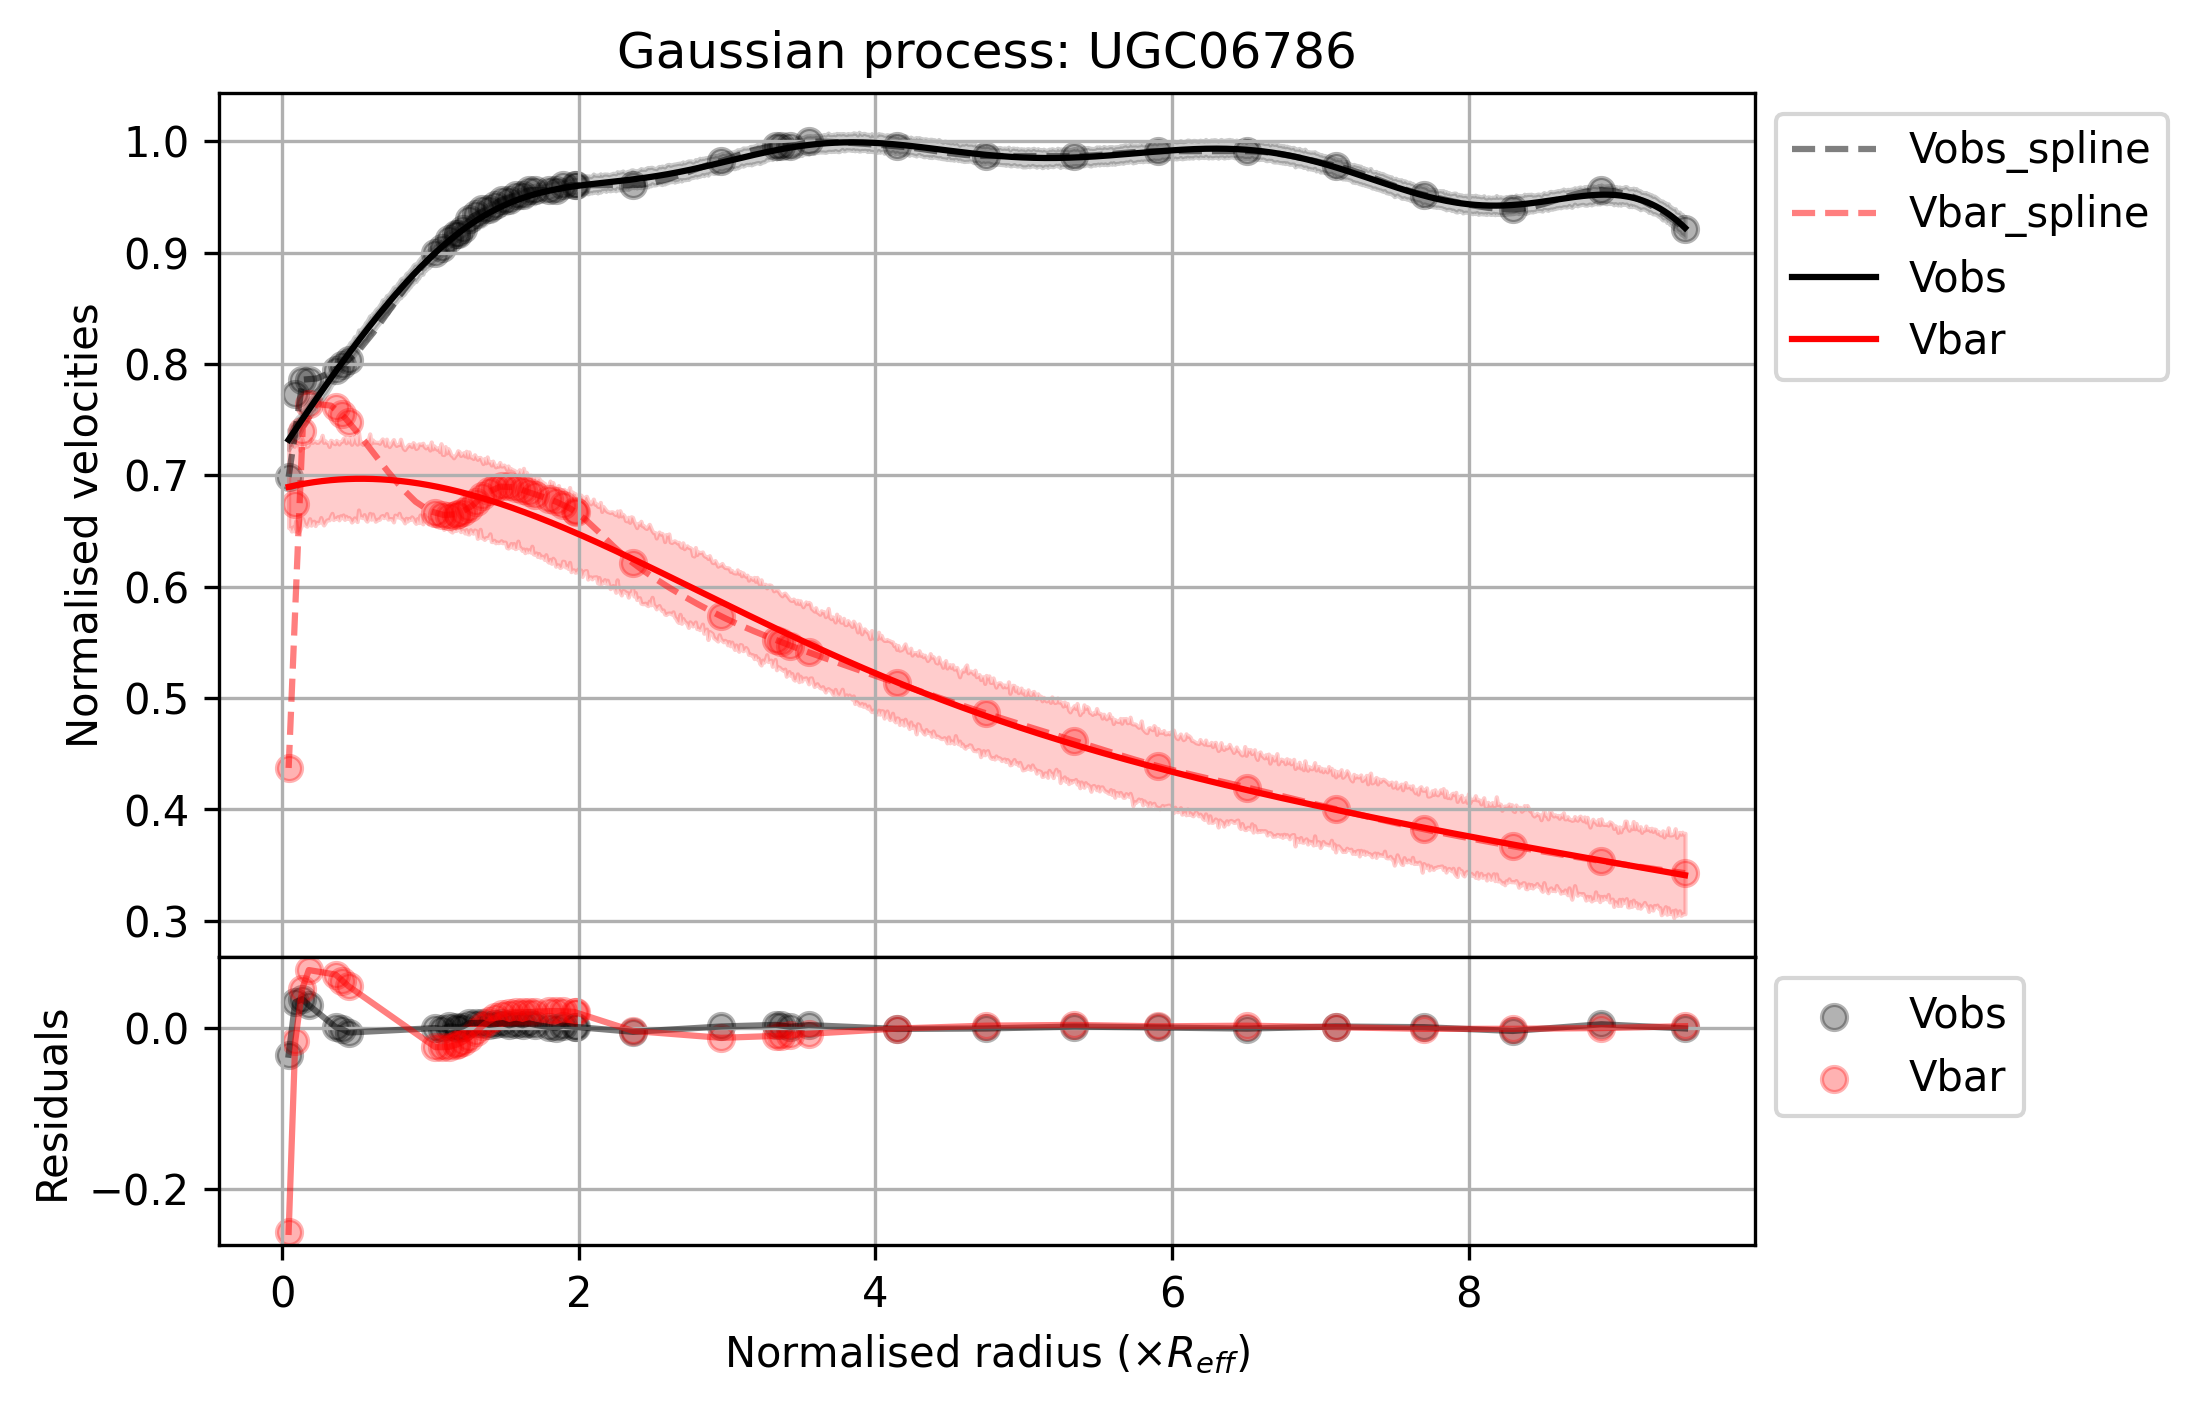 Gaussian process: UGC06786
Normalised velocities
1.0
0.9
0.8
0.7
0.6
0.5
0.4
0.3
Vobs_spline
Vbar_spline
Vobs
Vbar
Residuals
0.0
−0.2
Vobs
Vbar
0
2
4
6
8
Normalised radius (×R_eff)